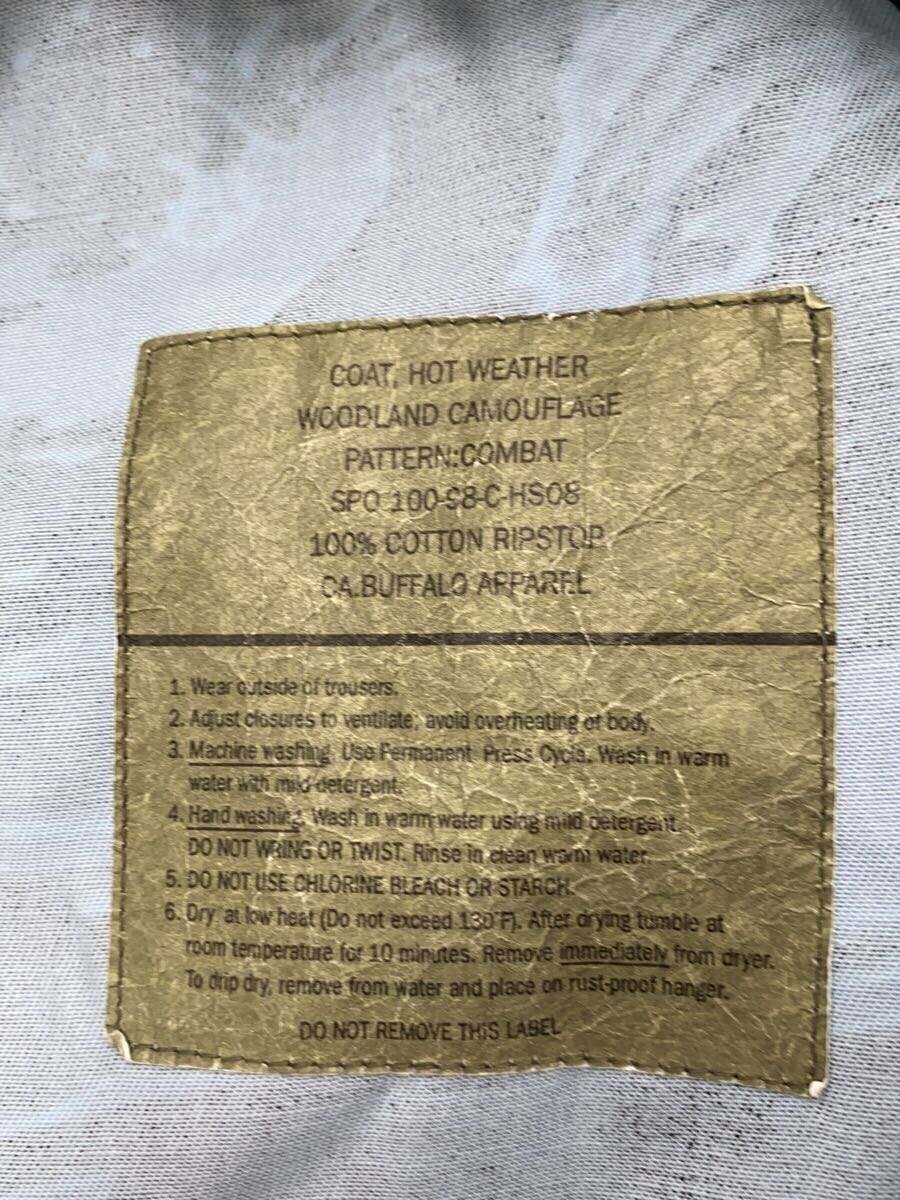 COAT, HOT WEATHER
WOODLAND CAMOUFLAGE
PATTERN:COMBAT
SPO 100-98-C-HS08
100% COTTON RIPSTOP
CA.BUFFALO APPAREL
1. Wear outside of trousers.
2. Adjust closures to ventilate; avoid overheating of body.
3. Machine washing. Use Permanent Press Cycle. Wash in warm
water with mild detergent.
4. Hand washing. Wash in warm water using mild detergent.
DO NOT WRING OR TWIST. Rinse in clean warm water.
5. DO NOT USE CHLORINE BLEACH OR STARCH.
6. Dry at low heat (Do not exceed 130°F). After drying tumble at
room temperature for 10 minutes. Remove immediately from dryer.
To drip dry, remove from water and place on rust-proof hanger.
DO NOT REMOVE THIS LABEL